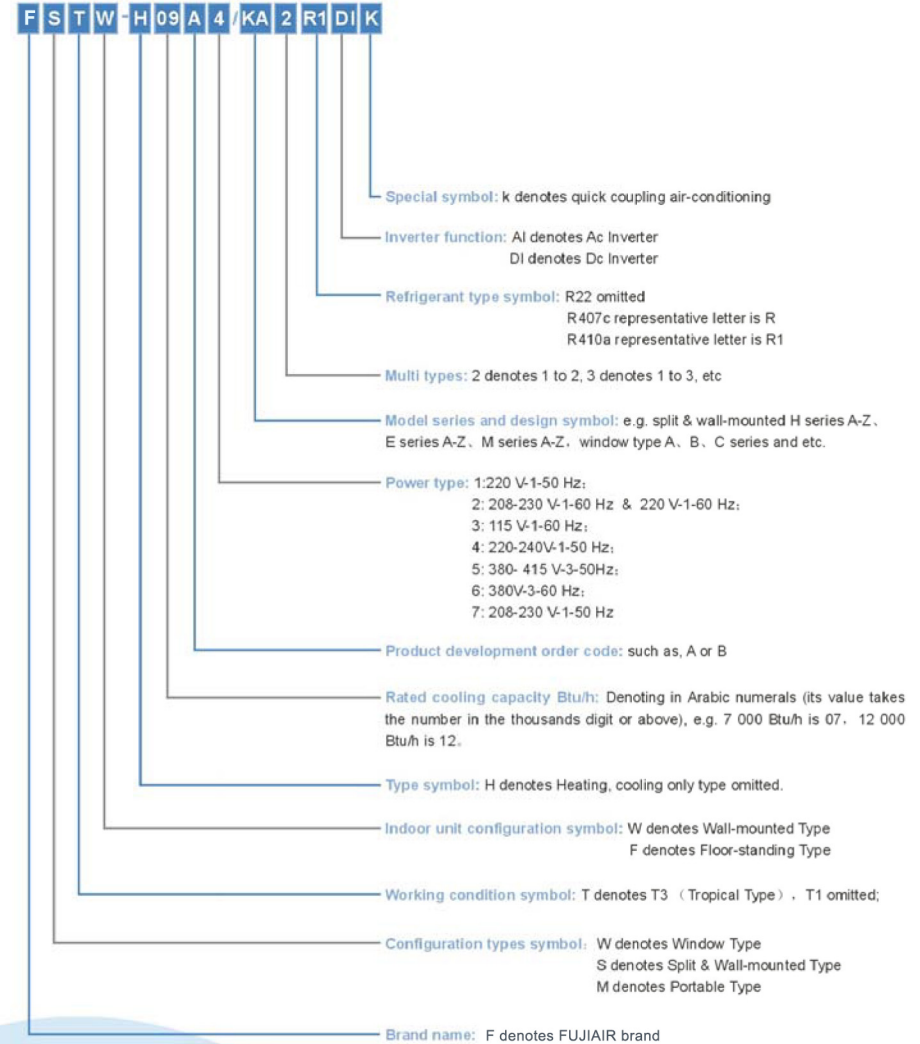 FSTW-H09A4/KA2R1DIK
Special symbol: k denotes quick coupling air-conditioning
Inverter function: AI denotes Ac Inverter
DI denotes Dc Inverter
Refrigerant type symbol: R22 omitted
R407c representative letter is R
R410a representative letter is R1
Multi types: 2 denotes 1 to 2, 3 denotes 1 to 3, etc
Model series and design symbol: e.g. split & wall-mounted H series A-Z、
E series A-Z、M series A-Z，window type A、B、C series and etc.
Power type: 1:220 V-1-50 Hz;
2: 208-230 V-1-60 Hz & 220 V-1-60 Hz;
3: 115 V-1-60 Hz;
4: 220-240V-1-50 Hz;
5: 380- 415 V-3-50Hz;
6: 380V-3-60 Hz;
7: 208-230 V-1-50 Hz
Product development order code: such as, A or B
Rated cooling capacity Btu/h: Denoting in Arabic numerals (its value takes
the number in the thousands digit or above), e.g. 7 000 Btu/h is 07，12 000
Btu/h is 12。
Type symbol: H denotes Heating, cooling only type omitted.
Indoor unit configuration symbol: W denotes Wall-mounted Type
F denotes Floor-standing Type
Working condition symbol: T denotes T3 （Tropical Type），T1 omitted;
Configuration types symbol: W denotes Window Type
S denotes Split & Wall-mounted Type
M denotes Portable Type
Brand name: F denotes FUJIAIR brand